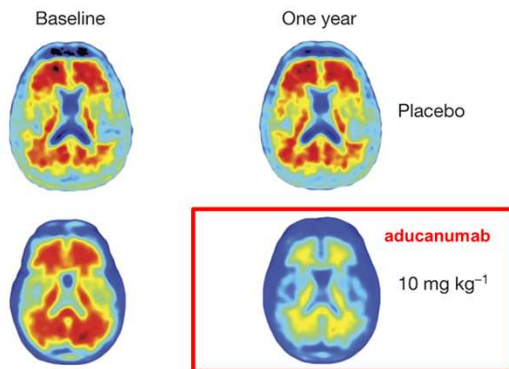 Baseline
One year
Placebo
aducanumab
10 mg kg⁻¹